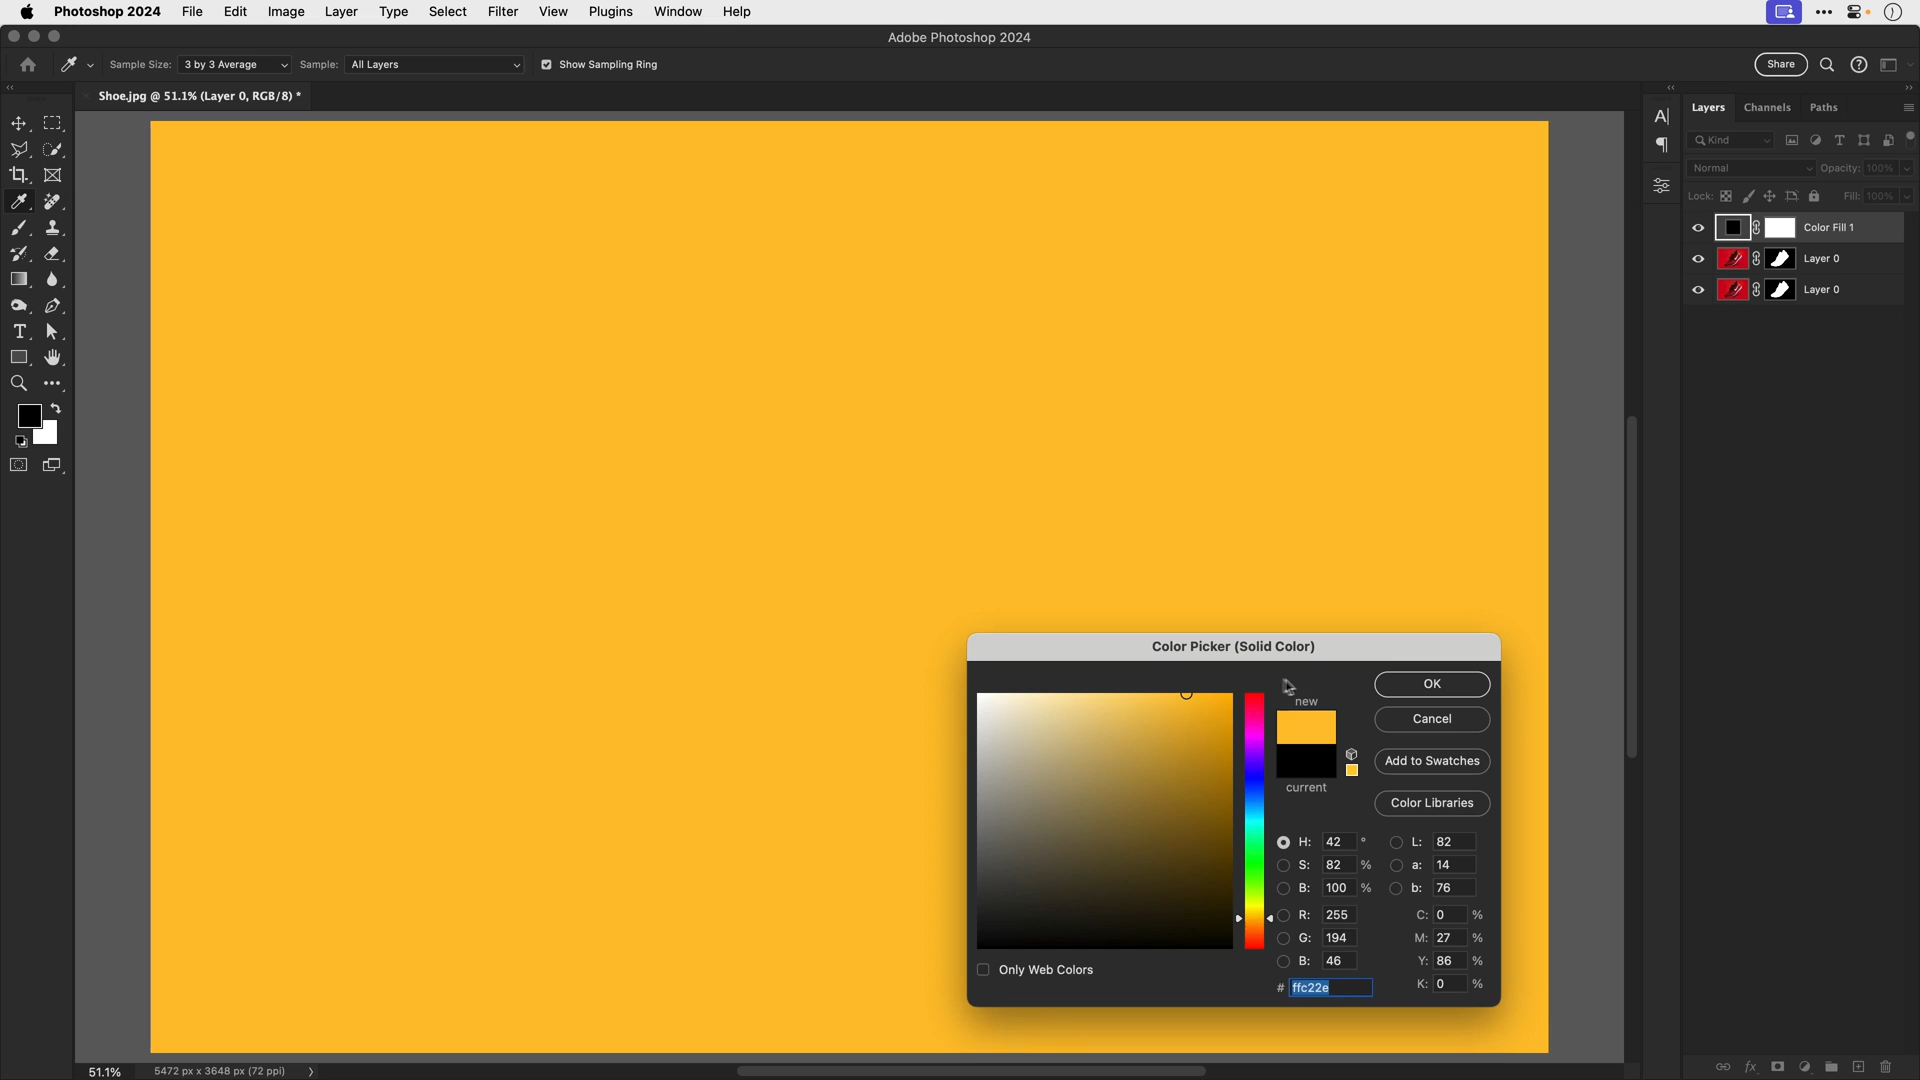 Photoshop 2024 File Edit Image Layer Type Select Filter View Plugins Window Help
Adobe Photoshop 2024
Sample Size: 3 by 3 Average Sample: All Layers Show Sampling Ring Share
Shoe.jpg @ 51.1% (Layer 0, RGB/8) *
Layers Channels Paths
Kind
Normal Opacity: 100%
Lock: Fill: 100%
Color Fill 1
Layer 0
Layer 0
Color Picker (Solid Color)
new
current
OK
Cancel
Add to Swatches
Color Libraries
H: 42 ° L: 82
S: 82 % a: 14
B: 100 % b: 76
R: 255 C: 0 %
G: 194 M: 27 %
B: 46 Y: 86 %
# ffc22e K: 0 %
Only Web Colors
51.1% 5472 px x 3648 px (72 ppi)